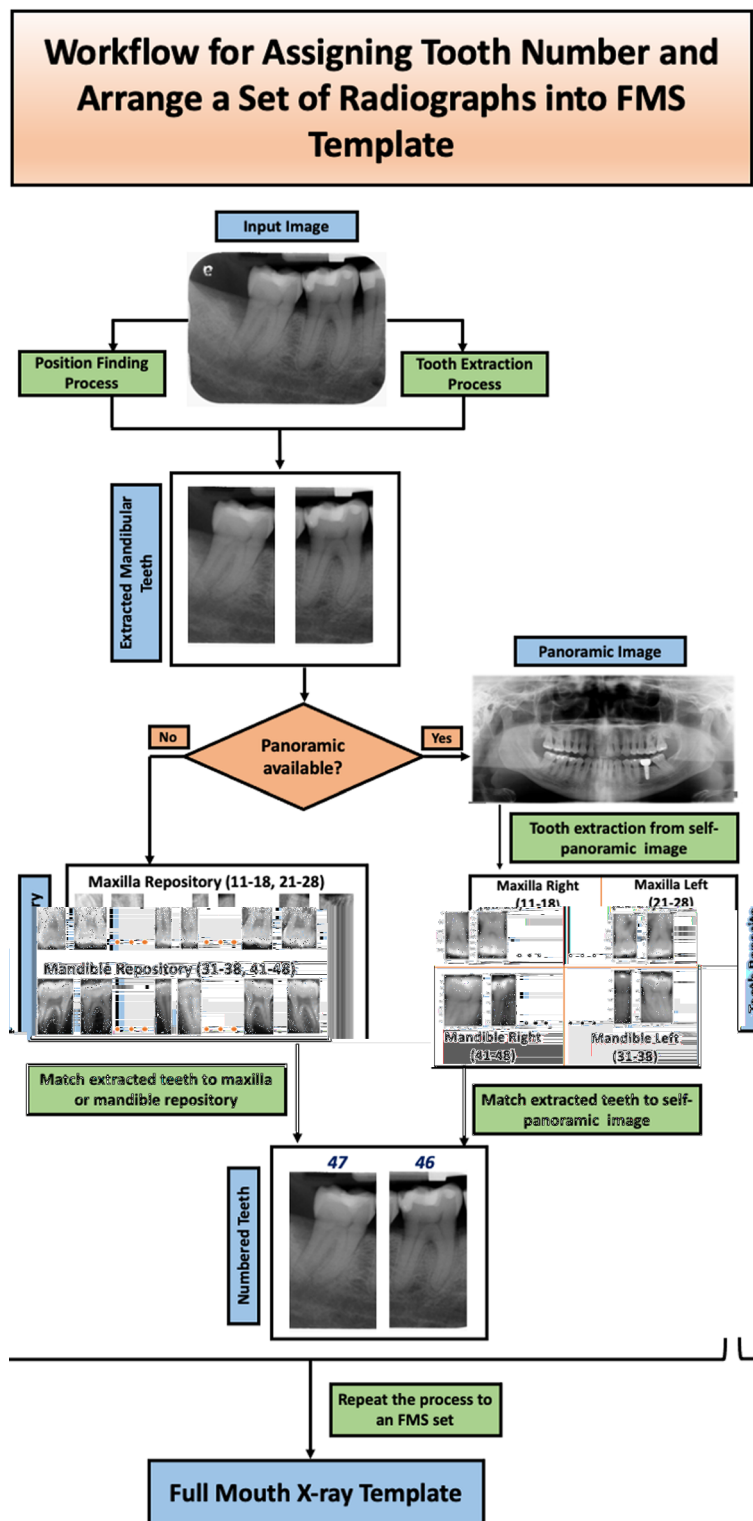 Workflow for Assigning Tooth Number and
Arrange a Set of Radiographs into FMS
Template
Input Image
Position Finding
Process
Tooth Extraction
Process
Extracted Mandibular
Teeth
Panoramic Image
No
Panoramic
available?
Yes
Tooth extraction from self-
panoramic image
Maxilla Repository (11-18, 21-28)
Maxilla Right
(11-18)
Maxilla Left
(21-28)
Mandible Repository (31-38, 41-48)
Mandible Right
(41-48)
Mandible Left
(31-38)
Match extracted teeth to maxilla
or mandible repository
Match extracted teeth to self-
panoramic image
47
46
Numbered Teeth
Repeat the process to
an FMS set
Full Mouth X-ray Template